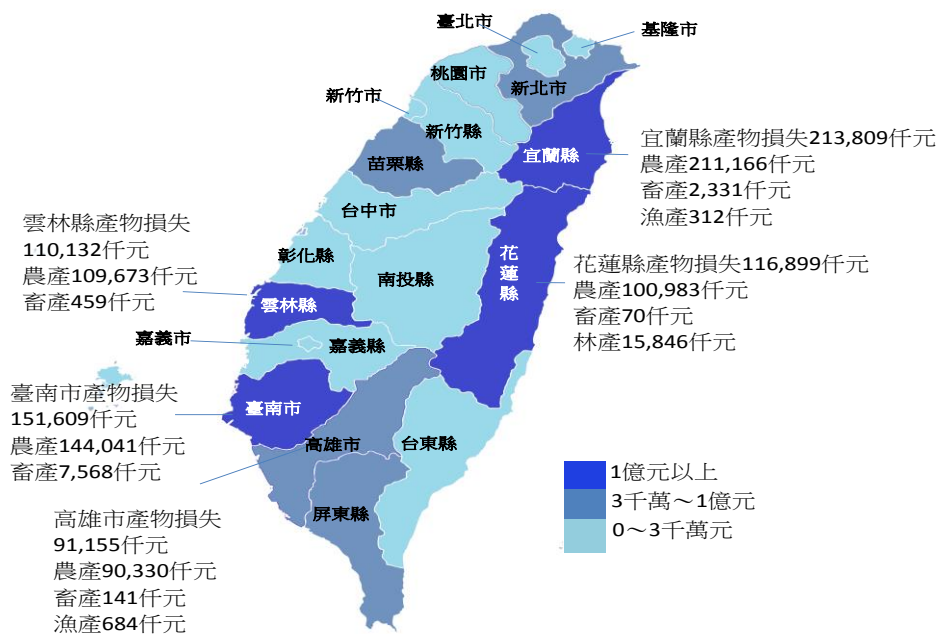 臺北市
基隆市
桃園市
新北市
新竹市
新竹縣
宜蘭縣
苗栗縣
宜蘭縣產物損失213,809仟元
農產211,166仟元
畜產2,331仟元
漁產312仟元
台中市
雲林縣產物損失
110,132仟元
農產109,673仟元
畜產459仟元
彰化縣
南投縣
花蓮縣
花蓮縣產物損失116,899仟元
農產100,983仟元
畜產70仟元
林產15,846仟元
雲林縣
嘉義市
嘉義縣
臺南市產物損失
151,609仟元
農產144,041仟元
畜產7,568仟元
臺南市
高雄市
台東縣
屏東縣
高雄市產物損失
91,155仟元
農產90,330仟元
畜產141仟元
漁產684仟元
1億元以上
3千萬～1億元
0～3千萬元